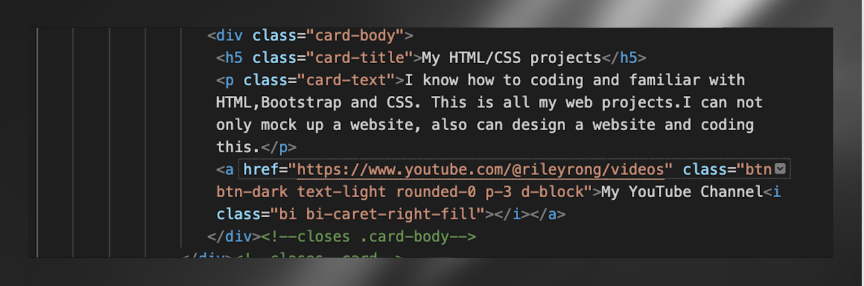 <div class="card-body">
<h5 class="card-title">My HTML/CSS projects</h5>
<p class="card-text">I know how to coding and familiar with
HTML,Bootstrap and CSS. This is all my web projects.I can not
only mock up a website, also can design a website and coding
this.</p>
<a href="https://www.youtube.com/@rileyrong/videos" class="btn
btn-dark text-light rounded-0 p-3 d-block">My YouTube Channel<i
class="bi bi-caret-right-fill"></i></a>
</div><!--closes .card-body-->
</div><!--closes .card-->